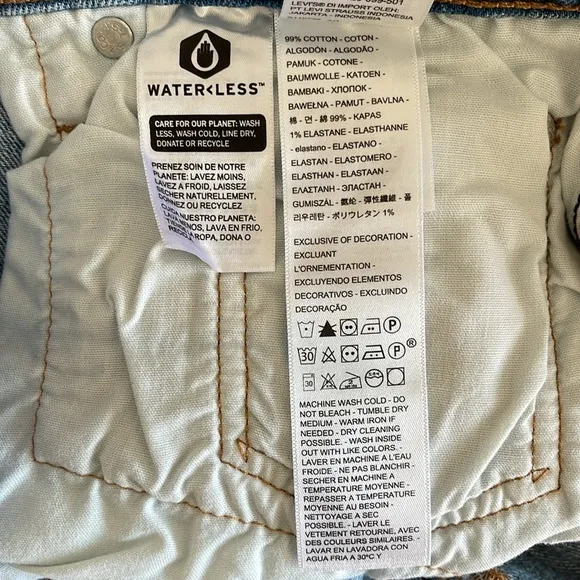 WATER<LESS™
CARE FOR OUR PLANET: WASH
LESS, WASH COLD, LINE DRY,
DONATE OR RECYCLE
PRENEZ SOIN DE NOTRE
PLANETE: LAVEZ MOINS,
LAVEZ A FROID, LAISSEZ
SECHER NATURELLEMENT,
DONNEZ OU RECYCLEZ
NUESTRO PLANETA:
LAVA MENOS, LAVA EN FRIO,
ROPA, DONA O
LEVI'S® DI IMPORT OLEH:
PT LEVI STRAUSS INDONESIA
JAKARTA - INDONESIA
99% COTTON - COTON -
ALGODÓN - ALGODÃO -
PAMUK - COTONE -
BAUMWOLLE - KATOEN -
BAMBAKI - ХЛОПОК -
BAWEŁNA - PAMUT - BAVLNA -
棉 - 면 - 綿 99% - KAPAS
1% ELASTANE - ELASTHANNE
- elastano - ELASTANO -
ELASTAN - ELASTOMERO -
ELASTHAN - ELASTAAN -
ΕΛΑΣΤΑΝΗ - ЭЛАСТАН -
GUMISZÁL - 氨纶 - 彈性纖維 - 폴
리우레탄 - ポリウレタン 1%
EXCLUSIVE OF DECORATION -
EXCLUANT
L'ORNEMENTATION -
EXCLUYENDO ELEMENTOS
DECORATIVOS - EXCLUINDO
DECORAÇÃO
P
30 P ®
30
MACHINE WASH COLD - DO
NOT BLEACH - TUMBLE DRY
MEDIUM - WARM IRON IF
NEEDED - DRY CLEANING
POSSIBLE. - WASH INSIDE
OUT WITH LIKE COLORS. -
LAVER EN MACHINE A L'EAU
FROIDE - NE PAS BLANCHIR -
SECHER EN MACHINE A
TEMPERATURE MOYENNE -
REPASSER A TEMPERATURE
MOYENNE AU BESOIN -
NETTOYAGE A SEC
POSSIBLE. - LAVER LE
VETEMENT RETOURNE, AVEC
DES COULEURS SIMILAIRES. -
LAVAR EN LAVADORA CON
AGUA FRIA A 30ºC Y